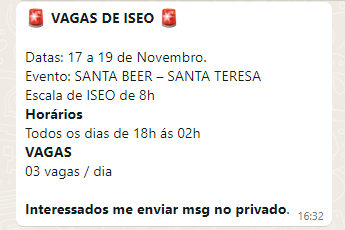 🚨 VAGAS DE ISEO 🚨
Datas: 17 a 19 de Novembro.
Evento: SANTA BEER – SANTA TERESA
Escala de ISEO de 8h
Horários
Todos os dias de 18h ás 02h
VAGAS
03 vagas / dia
Interessados me enviar msg no privado.
16:32